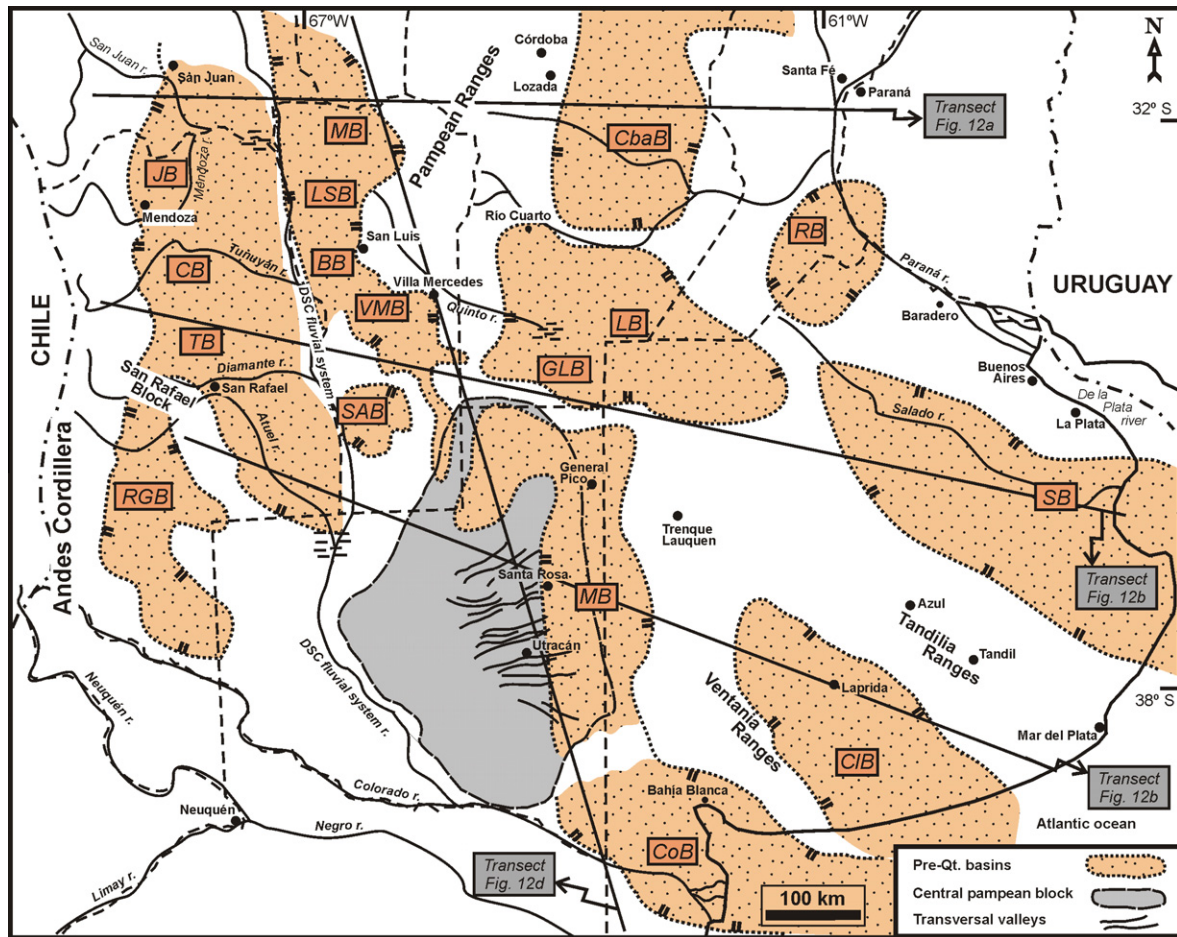 67ºW
61ºW
N
San Juan r.
San Juan
Córdoba
Lozada
Santa Fé
Paraná
Transect
Fig. 12a
32º S
MB
Pampean Ranges
CbaB
JB
Mendoza r.
LSB
Mendoza
Río Cuarto
RB
San Luis
CB
Tunuyán r.
BB
Paraná r.
URUGUAY
Villa Mercedes
VMB
Quinto r.
Baradero
CHILE
DSC fluvial system
LB
TB
Diamante r.
GLB
Buenos
Aires
San Rafael
Block
San Rafael
SAB
Salado r.
De la
Plata
river
La Plata
Atuel r.
General
Pico
RGB
SB
Trenque
Lauquen
Andes Cordillera
Transect
Fig. 12b
Santa Rosa
MB
Azul
Tandilia
Ranges
Utracán
Tandil
DSC fluvial system r.
Laprida
38º S
Neuquén r.
Ventania
Ranges
Mar del Plata
CIB
Transect
Fig. 12b
Colorado r.
Bahía Blanca
Neuquén
Negro r.
Atlantic ocean
CoB
Transect
Fig. 12d
Limay r.
100 km
Pre-Qt. basins
Central pampean block
Transversal valleys